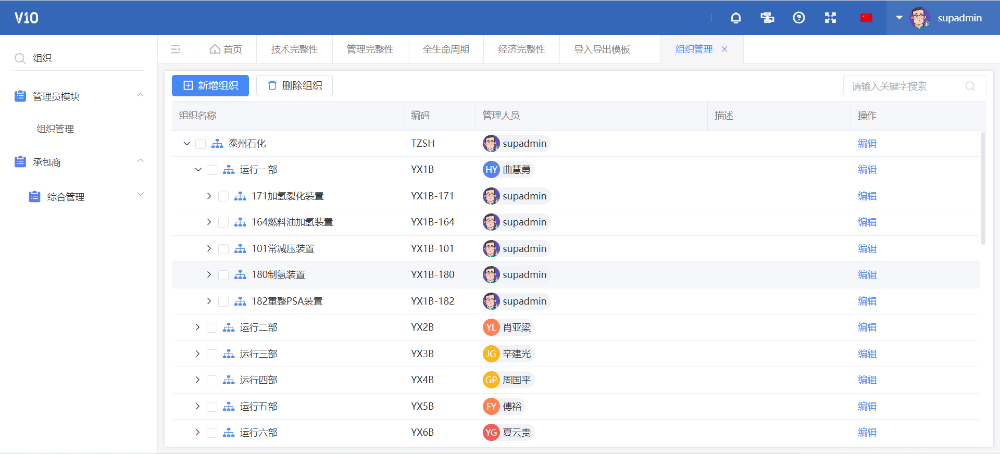 V10
supadmin
组织
管理员模块
组织管理
承包商
综合管理
首页 技术完整性 管理完整性 全生命周期 经济完整性 导入导出模板 组织管理
新增组织 删除组织 请输入关键字搜索
组织名称 编码 管理人员 描述 操作
泰州石化 TZSH supadmin 编辑
运行一部 YX1B HY 曲慧勇 编辑
171加氢裂化装置 YX1B-171 supadmin 编辑
164燃料油加氢装置 YX1B-164 supadmin 编辑
101常减压装置 YX1B-101 supadmin 编辑
180制氢装置 YX1B-180 supadmin 编辑
182重整PSA装置 YX1B-182 supadmin 编辑
运行二部 YX2B YL 肖亚梁 编辑
运行三部 YX3B JG 辛建光 编辑
运行四部 YX4B GP 周国平 编辑
运行五部 YX5B FY 傅裕 编辑
运行六部 YX6B YG 夏云贵 编辑